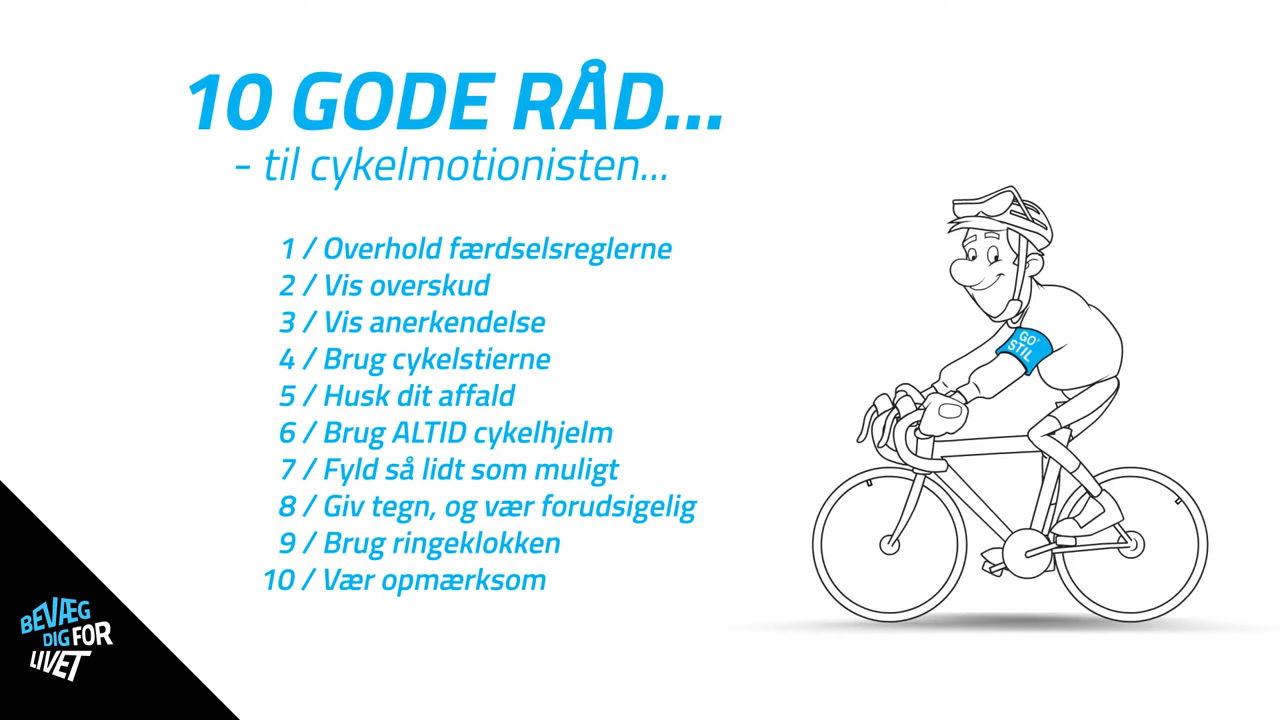 10 GODE RÅD...
- til cykelmotionisten...
1 / Overhold færdselsreglerne
2 / Vis overskud
3 / Vis anerkendelse
4 / Brug cykelstierne
5 / Husk dit affald
6 / Brug ALTID cykelhjelm
7 / Fyld så lidt som muligt
8 / Giv tegn, og vær forudsigelig
9 / Brug ringeklokken
10 / Vær opmærksom
GO'
STIL
BEVÆG
DIG FOR
LIVET